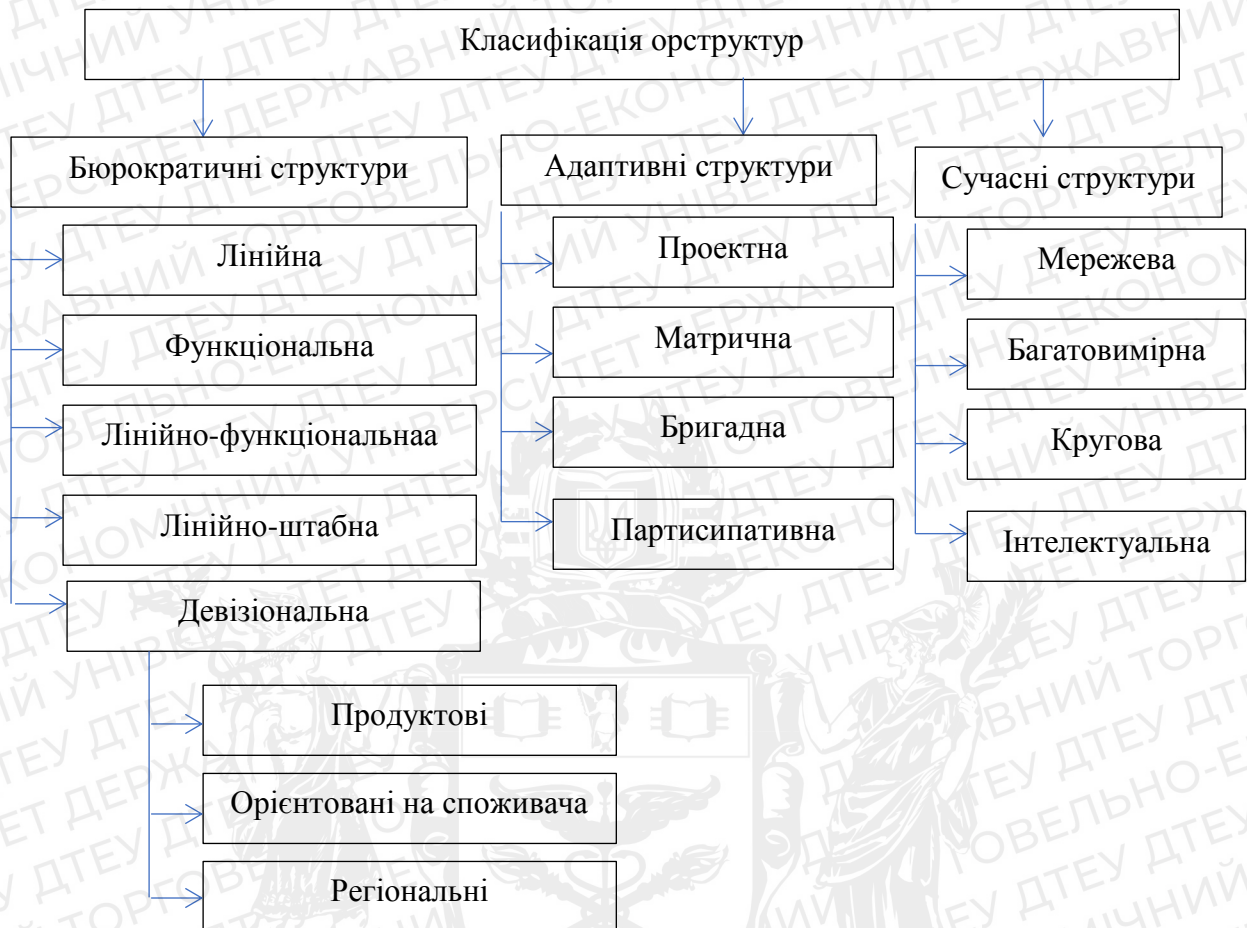 Класифікація орструктур
Бюрократичні структури
Лінійна
Функціональна
Лінійно-функціональнаа
Лінійно-штабна
Девізіональна
Продуктові
Орієнтовані на споживача
Регіональні
Адаптивні структури
Проектна
Матрична
Бригадна
Партисипативна
Сучасні структури
Мережева
Багатовимірна
Кругова
Інтелектуальна